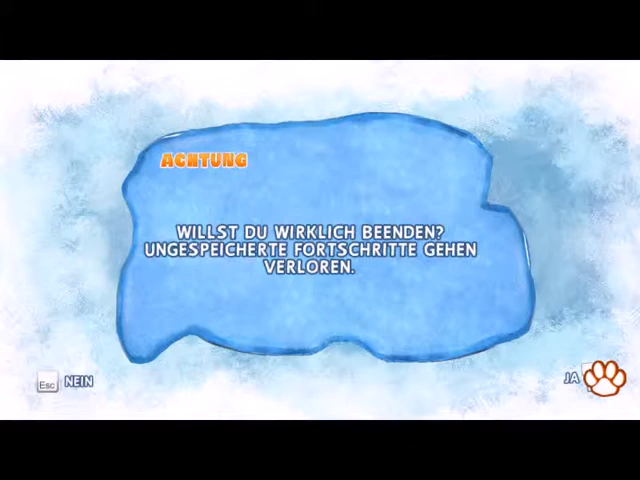 ACHTUNG
WILLST DU WIRKLICH BEENDEN?
UNGESPEICHERTE FORTSCHRITTE GEHEN
VERLOREN.
Esc NEIN
JA